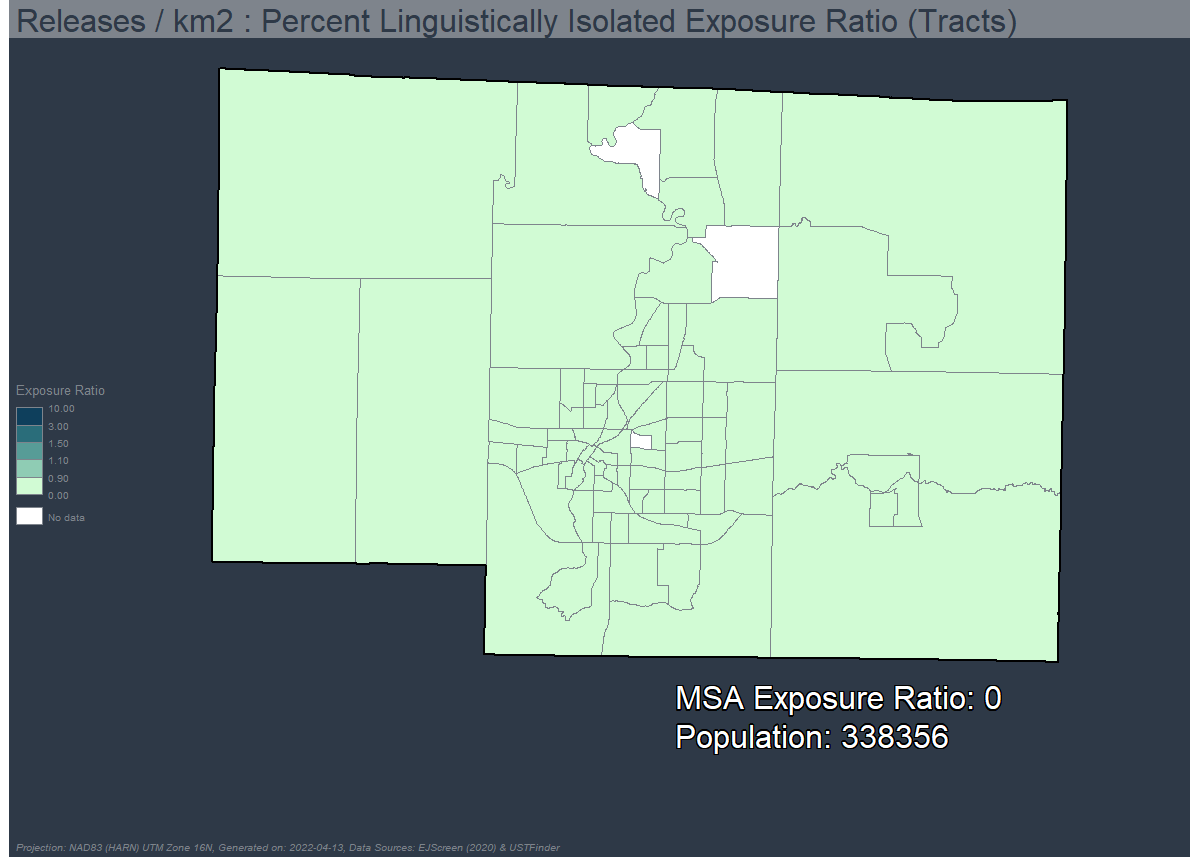 Releases / km2 : Percent Linguistically Isolated Exposure Ratio (Tracts)
Exposure Ratio
10.00
3.00
1.50
1.10
0.90
0.00
No data
MSA Exposure Ratio: 0
Population: 338356
Projection: NAD83 (HARN) UTM Zone 16N, Generated on: 2022-04-13, Data Sources: EJScreen (2020) & USTFinder